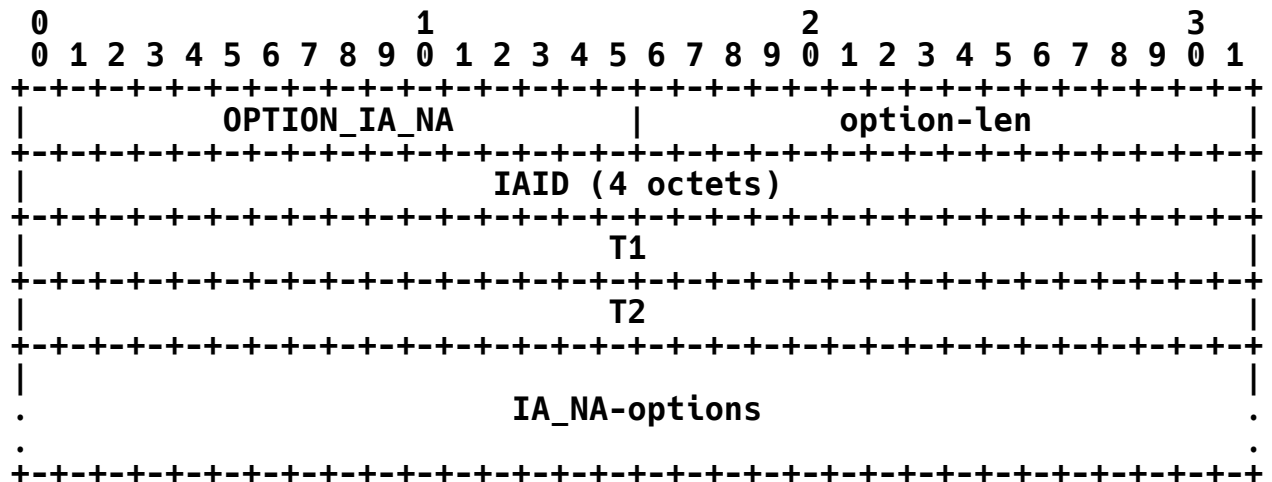 0                   1                   2                   3
 0 1 2 3 4 5 6 7 8 9 0 1 2 3 4 5 6 7 8 9 0 1 2 3 4 5 6 7 8 9 0 1
+-+-+-+-+-+-+-+-+-+-+-+-+-+-+-+-+-+-+-+-+-+-+-+-+-+-+-+-+-+-+-+-+
|          OPTION_IA_NA         |          option-len           |
+-+-+-+-+-+-+-+-+-+-+-+-+-+-+-+-+-+-+-+-+-+-+-+-+-+-+-+-+-+-+-+-+
|                        IAID (4 octets)                        |
+-+-+-+-+-+-+-+-+-+-+-+-+-+-+-+-+-+-+-+-+-+-+-+-+-+-+-+-+-+-+-+-+
|                              T1                               |
+-+-+-+-+-+-+-+-+-+-+-+-+-+-+-+-+-+-+-+-+-+-+-+-+-+-+-+-+-+-+-+-+
|                              T2                               |
+-+-+-+-+-+-+-+-+-+-+-+-+-+-+-+-+-+-+-+-+-+-+-+-+-+-+-+-+-+-+-+-+
|                                                               |
.                         IA_NA-options                         .
.                                                               .
+-+-+-+-+-+-+-+-+-+-+-+-+-+-+-+-+-+-+-+-+-+-+-+-+-+-+-+-+-+-+-+-+